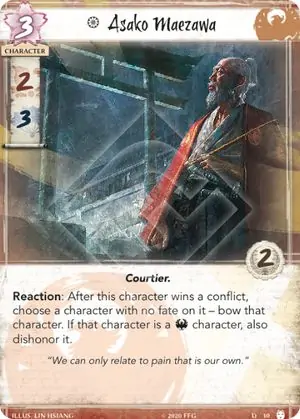 3
Asako Maezawa
CHARACTER
2
3
2
Courtier.
Reaction: After this character wins a conflict,
choose a character with no fate on it – bow that
character. If that character is a character, also
dishonor it.
"We can only relate to pain that is our own."
ILLUS. LIN HSIANG
© 2020 FFG
10